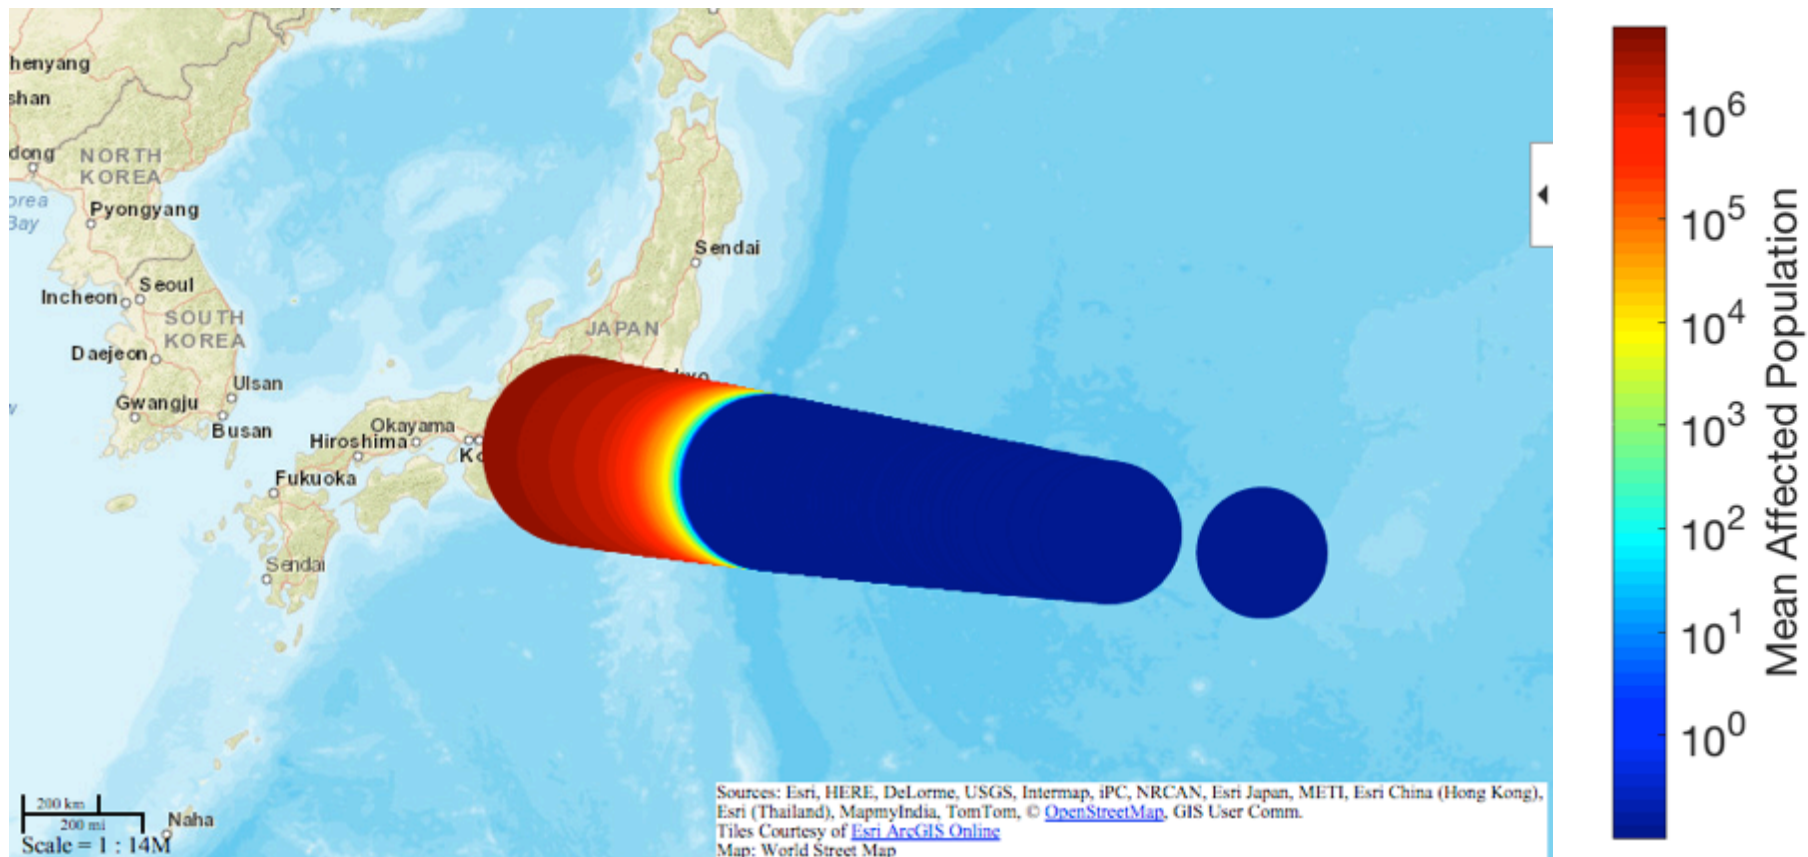 henyang
shan
dong
NORTH
KOREA
orea
Bay
Pyongyang
Sendai
Incheon
Seoul
SOUTH
KOREA
JAPAN
Daejeon
Ulsan
Gwangju
Busan
Okayama
Hiroshima
Fukuoka
Sendai
Naha
200 km
200 mi
Scale = 1 : 14M
Sources: Esri, HERE, DeLorme, USGS, Intermap, iPC, NRCAN, Esri Japan, METI, Esri China (Hong Kong),
Esri (Thailand), MapmyIndia, TomTom, © OpenStreetMap, GIS User Comm.
Tiles Courtesy of Esri ArcGIS Online
Map: World Street Map
10^6
10^5
10^4
10^3
10^2
10^1
10^0
Mean Affected Population